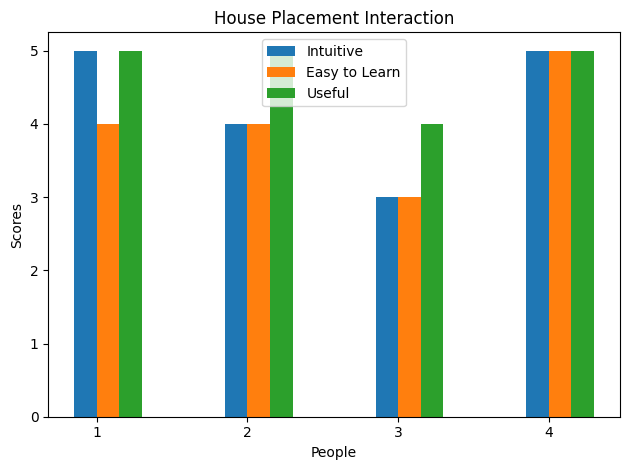 House Placement Interaction
Intuitive
Easy to Learn
Useful
Scores
5
4
3
2
1
0
1 2 3 4
People